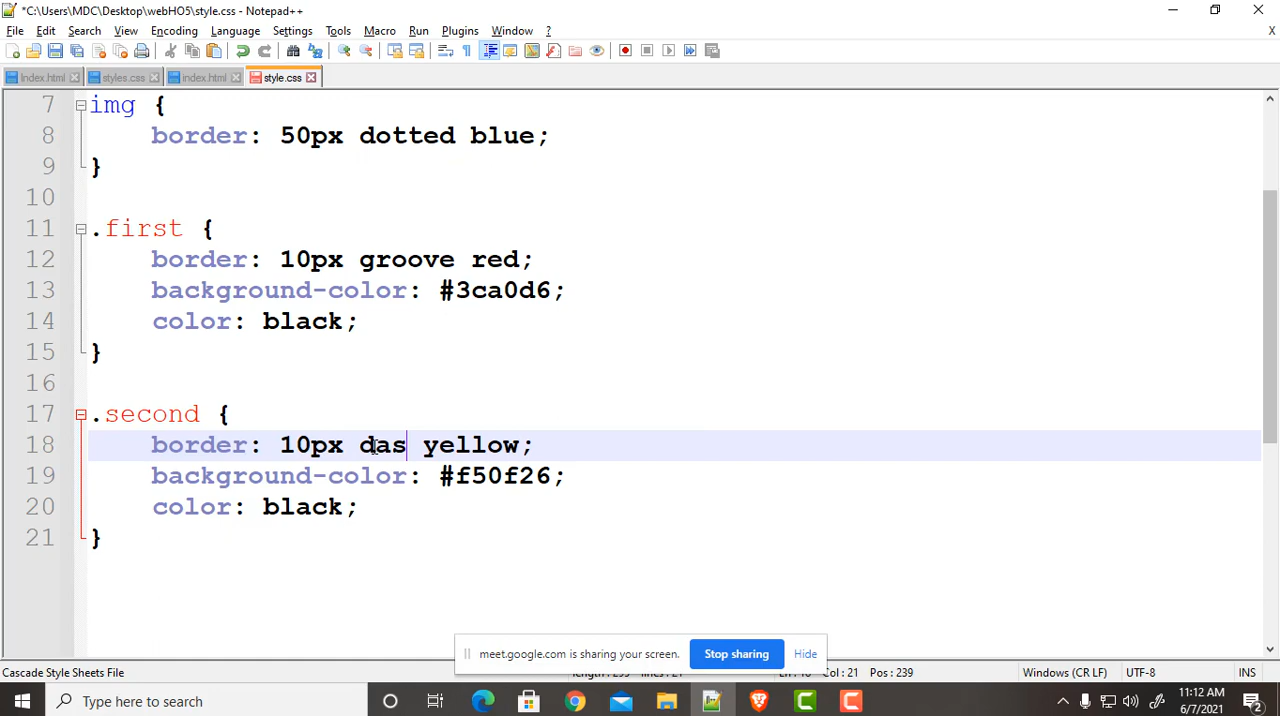 *C:\Users\MDC\Desktop\webHO5\style.css - Notepad++
File Edit Search View Encoding Language Settings Tools Macro Run Plugins Window ?
Index.html styles.css index.html style.css
7 img {
8 border: 50px dotted blue;
9 }
10
11 .first {
12 border: 10px groove red;
13 background-color: #3ca0d6;
14 color: black;
15 }
16
17 .second {
18 border: 10px das yellow;
19 background-color: #f50f26;
20 color: black;
21 }
meet.google.com is sharing your screen. Stop sharing Hide
Cascade Style Sheets File Col: 21 Pos: 239 Windows (CR LF) UTF-8 INS
Type here to search 11:12 AM
6/7/2021
2